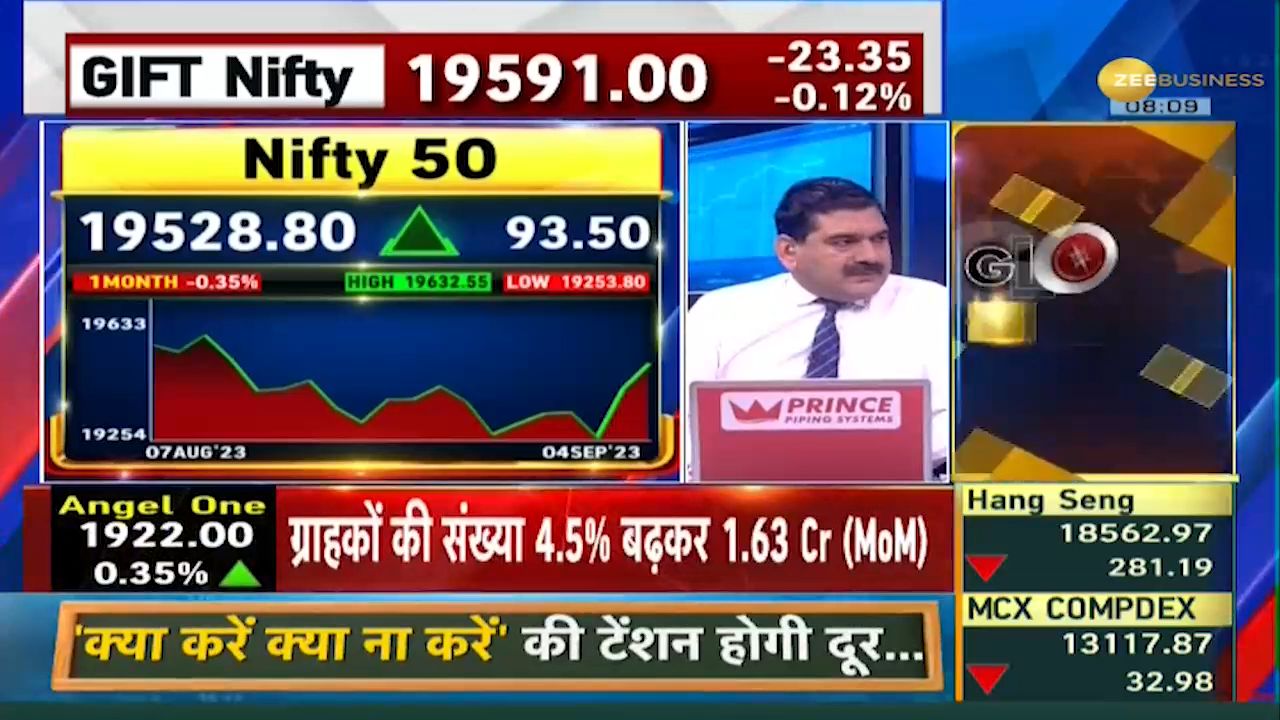 GIFT Nifty
19591.00
-23.35
-0.12%
ZEEBUSINESS
08:09
Nifty 50
19528.80
93.50
1 MONTH -0.35%
HIGH 19632.55
LOW 19253.80
19633
19254
07AUG'23
04SEP'23
PRINCE
PIPING SYSTEMS
Angel One
1922.00
0.35%
ग्राहकों की संख्या 4.5% बढ़कर 1.63 Cr (MoM)
'क्या करें क्या ना करें' की टेंशन होगी दूर...
Hang Seng
18562.97
281.19
MCX COMPDEX
13117.87
32.98